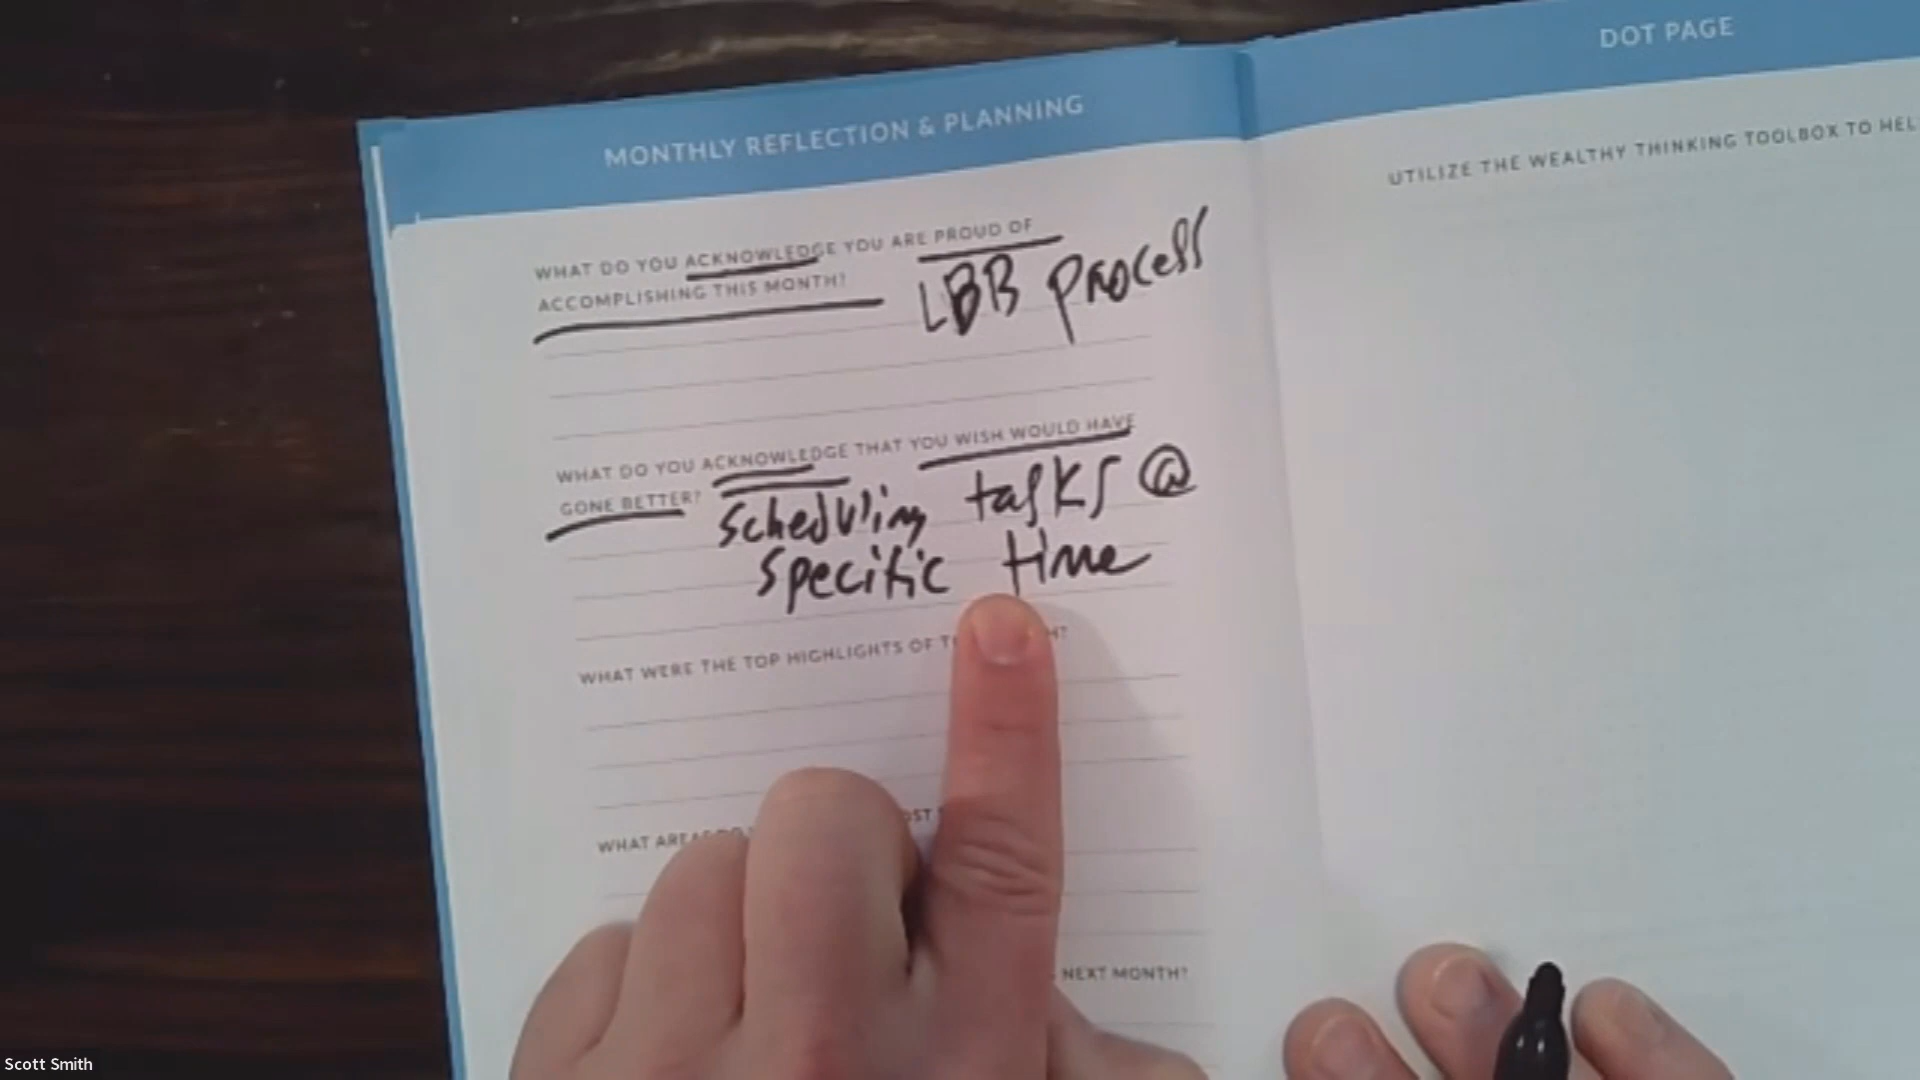 DOT PAGE
MONTHLY REFLECTION & PLANNING
UTILIZE THE WEALTHY THINKING TOOLBOX TO HEL
WHAT DO YOU ACKNOWLEDGE YOU ARE PROUD OF
ACCOMPLISHING THIS MONTH?
LBB process
WHAT DO YOU ACKNOWLEDGE THAT YOU WISH WOULD HAVE
GONE BETTER?
scheduling tasks @
specific time
WHAT WERE THE TOP HIGHLIGHTS OF
WHAT
NEXT MONTH?
Scott Smith